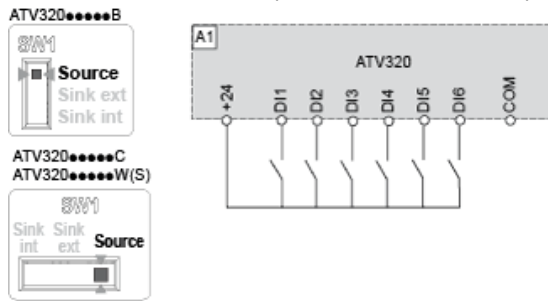 ATV320●●●●●B
SW1
Source
Sink ext
Sink int
ATV320●●●●●C
ATV320●●●●●W(S)
SW1
Sink int
Sink ext
Source
A1
ATV320
+24
DI1
DI2
DI3
DI4
DI5
DI6
COM